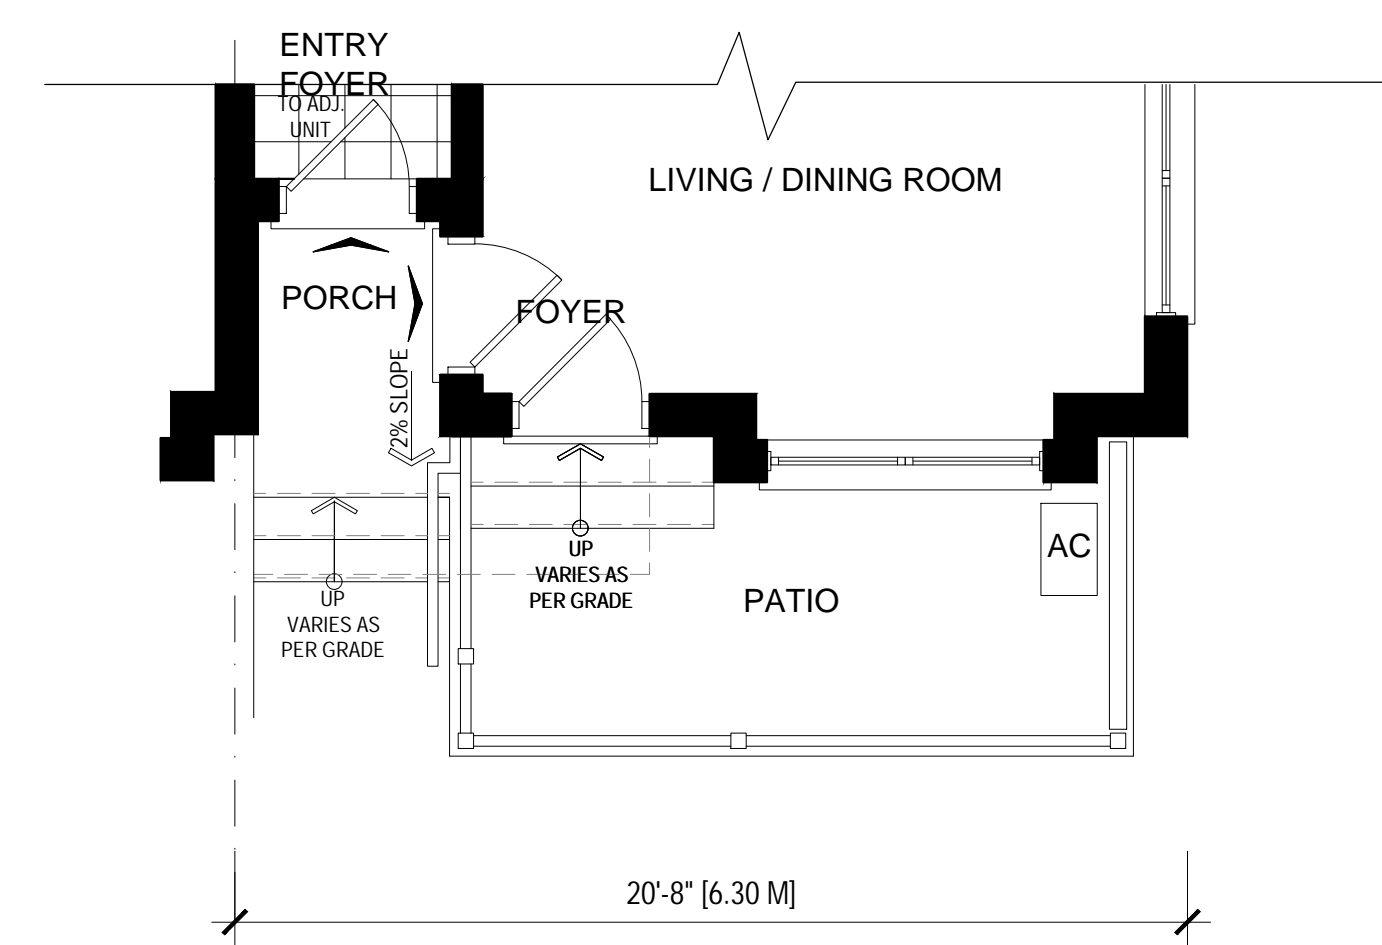 ENTRY
FOYER
TO ADJ.
UNIT
LIVING / DINING ROOM
PORCH
FOYER
2% SLOPE
UP
VARIES AS
PER GRADE
UP
VARIES AS
PER GRADE
AC
PATIO
20'-8" [6.30 M]